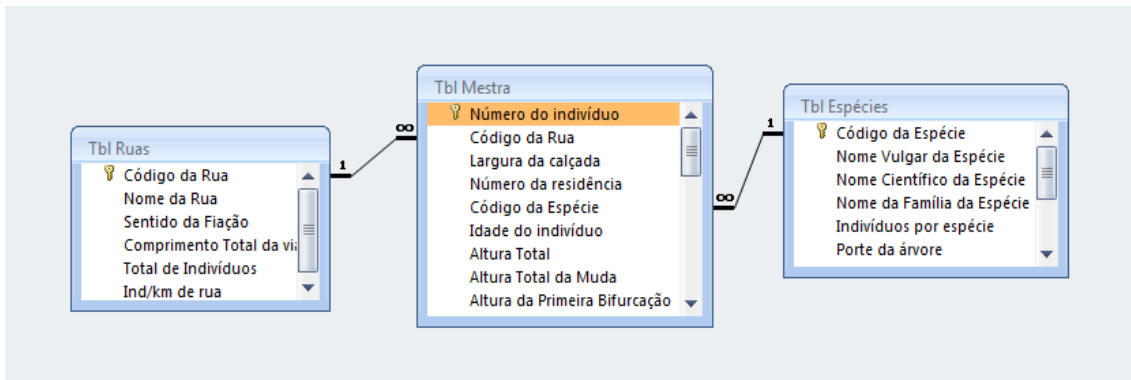 Tbl Ruas
Código da Rua
Nome da Rua
Sentido da Fiação
Comprimento Total da via
Total de Indivíduos
Ind/km de rua
1
∞
Tbl Mestra
Número do indivíduo
Código da Rua
Largura da calçada
Número da residência
Código da Espécie
Idade do indivíduo
Altura Total
Altura Total da Muda
Altura da Primeira Bifurcação
∞
1
Tbl Espécies
Código da Espécie
Nome Vulgar da Espécie
Nome Científico da Espécie
Nome da Família da Espécie
Indivíduos por espécie
Porte da árvore